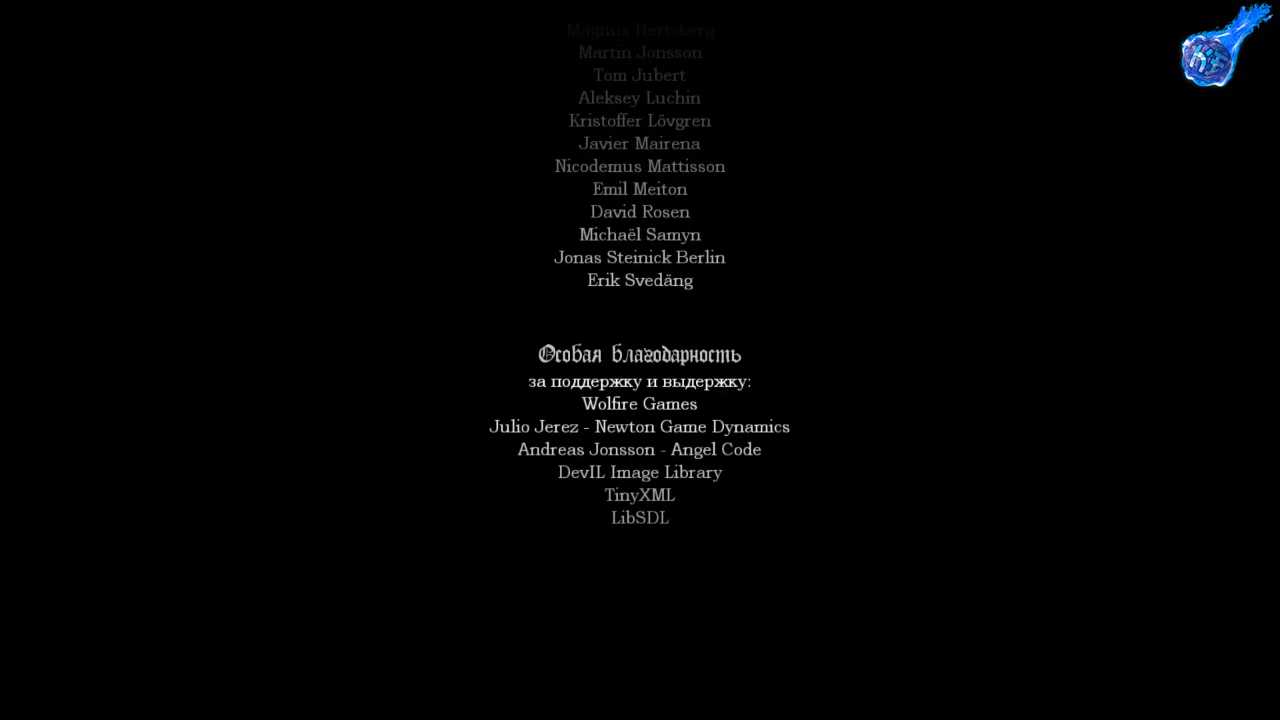 Magnus Hertzberg
Martin Jonsson
Tom Jubert
Aleksey Luchin
Kristoffer Lövgren
Javier Mairena
Nicodemus Mattisson
Emil Meiton
David Rosen
Michaël Samyn
Jonas Steinick Berlin
Erik Svedäng
Особая благодарность
за поддержку и выдержку:
Wolfire Games
Julio Jerez - Newton Game Dynamics
Andreas Jonsson - Angel Code
DevIL Image Library
TinyXML
LibSDL